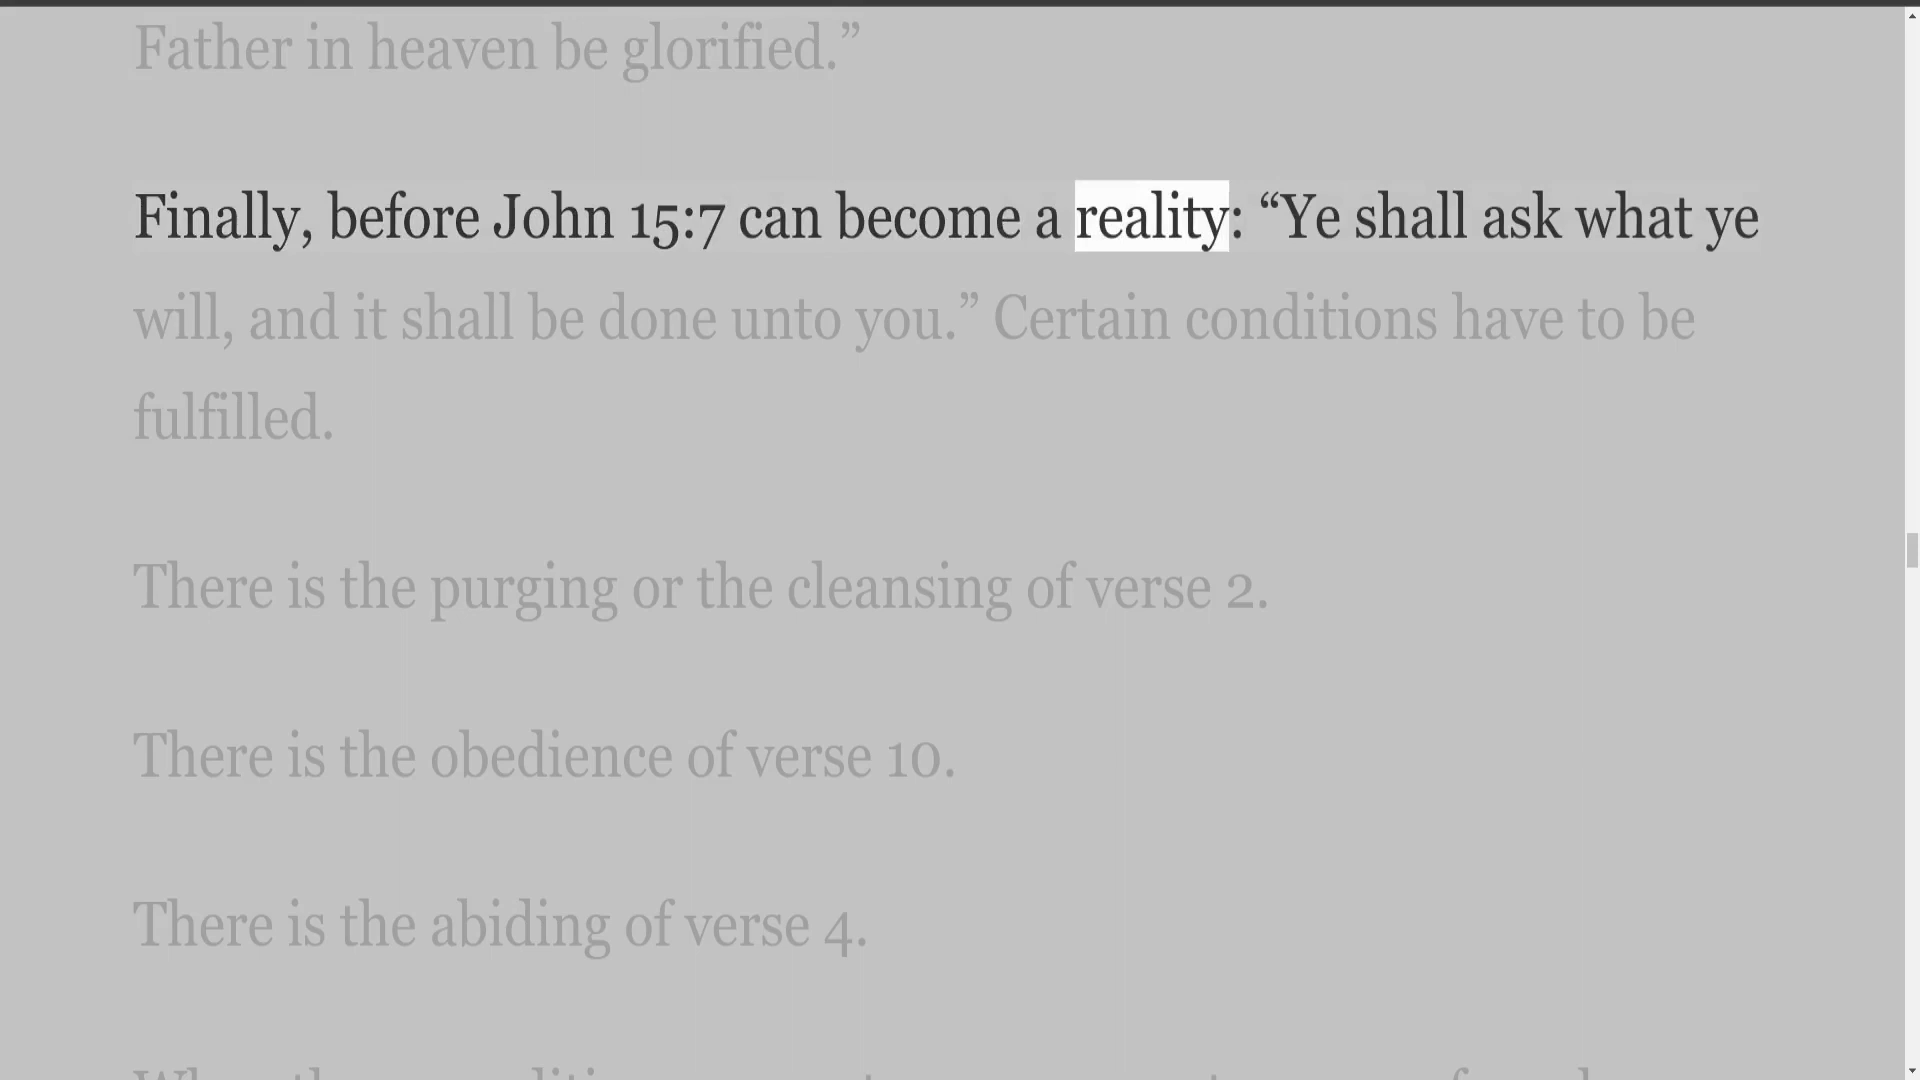 Father in heaven be glorified.”
Finally, before John 15:7 can become a reality: “Ye shall ask what ye
will, and it shall be done unto you.” Certain conditions have to be
fulfilled.
There is the purging or the cleansing of verse 2.
There is the obedience of verse 10.
There is the abiding of verse 4.